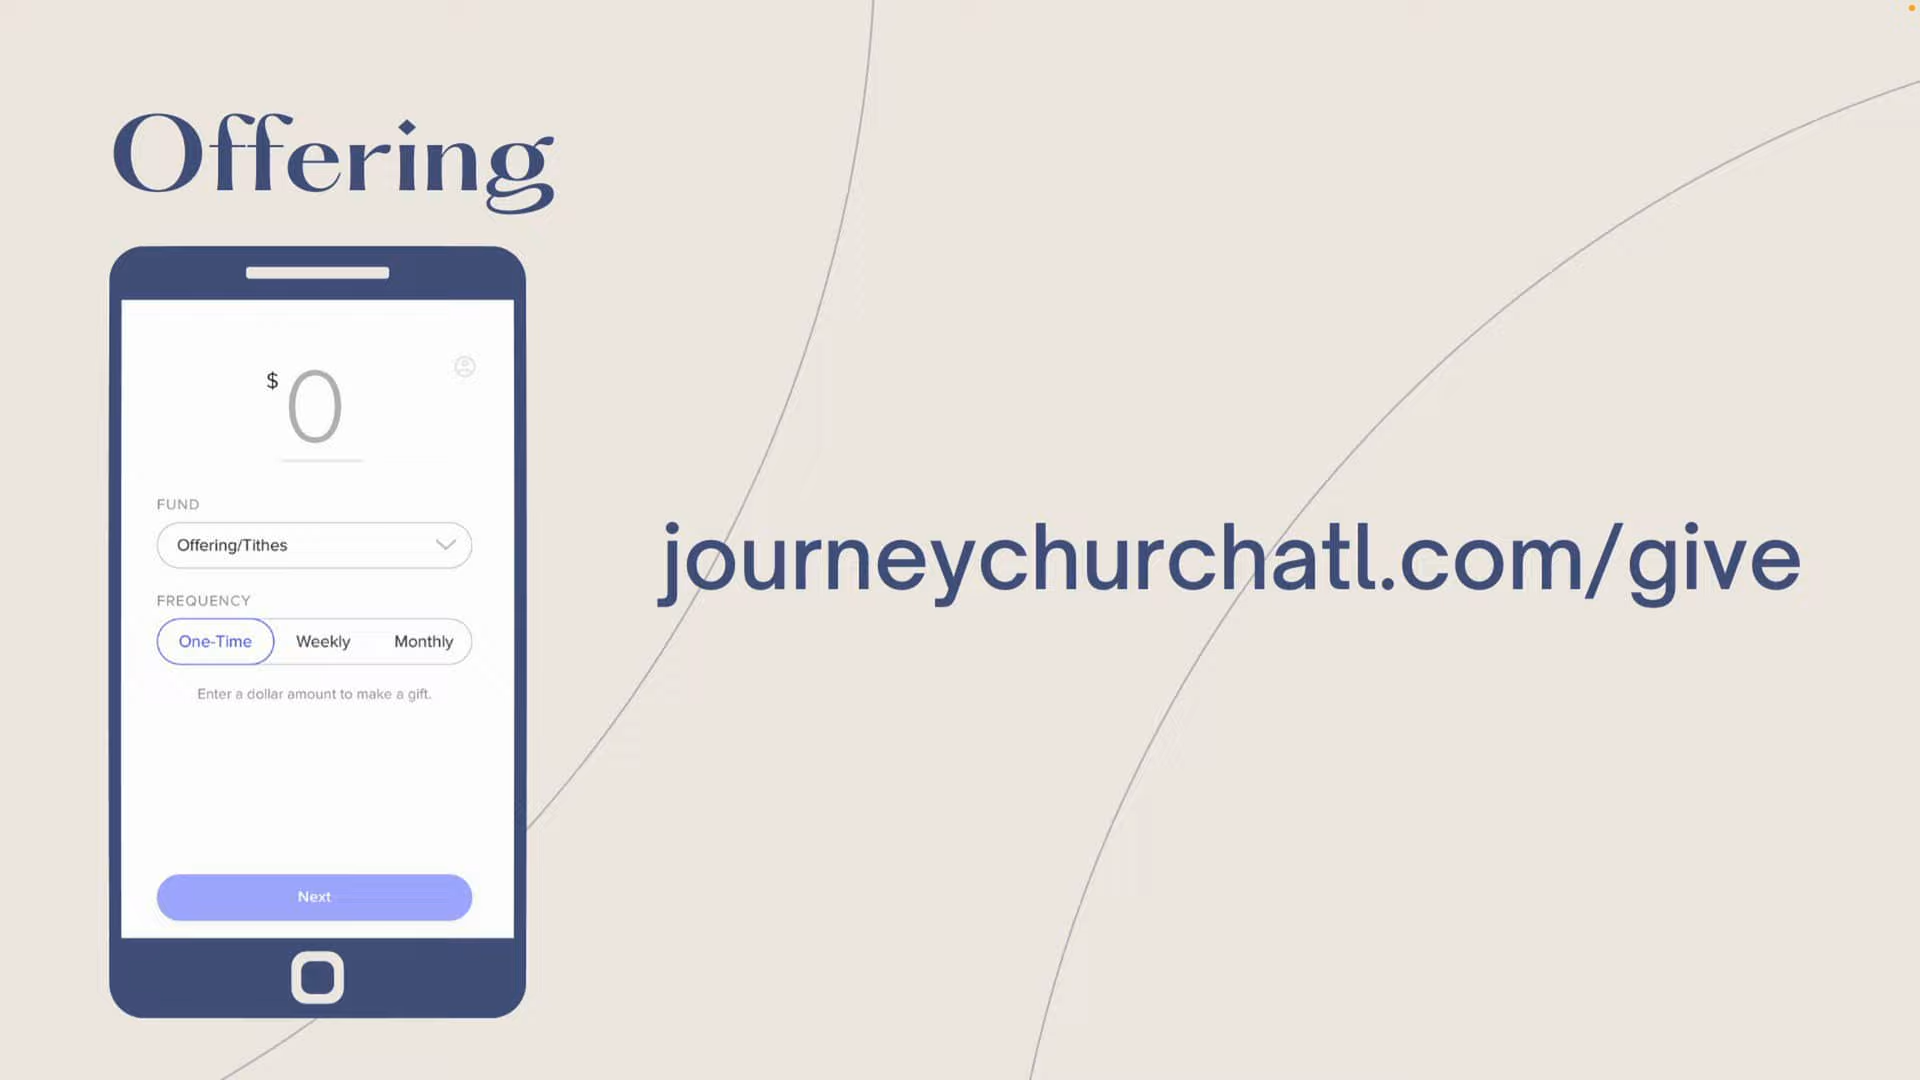 Offering
$ 0
FUND
Offering/Tithes
FREQUENCY
One-Time Weekly Monthly
Enter a dollar amount to make a gift.
Next
journeychurchatl.com/give